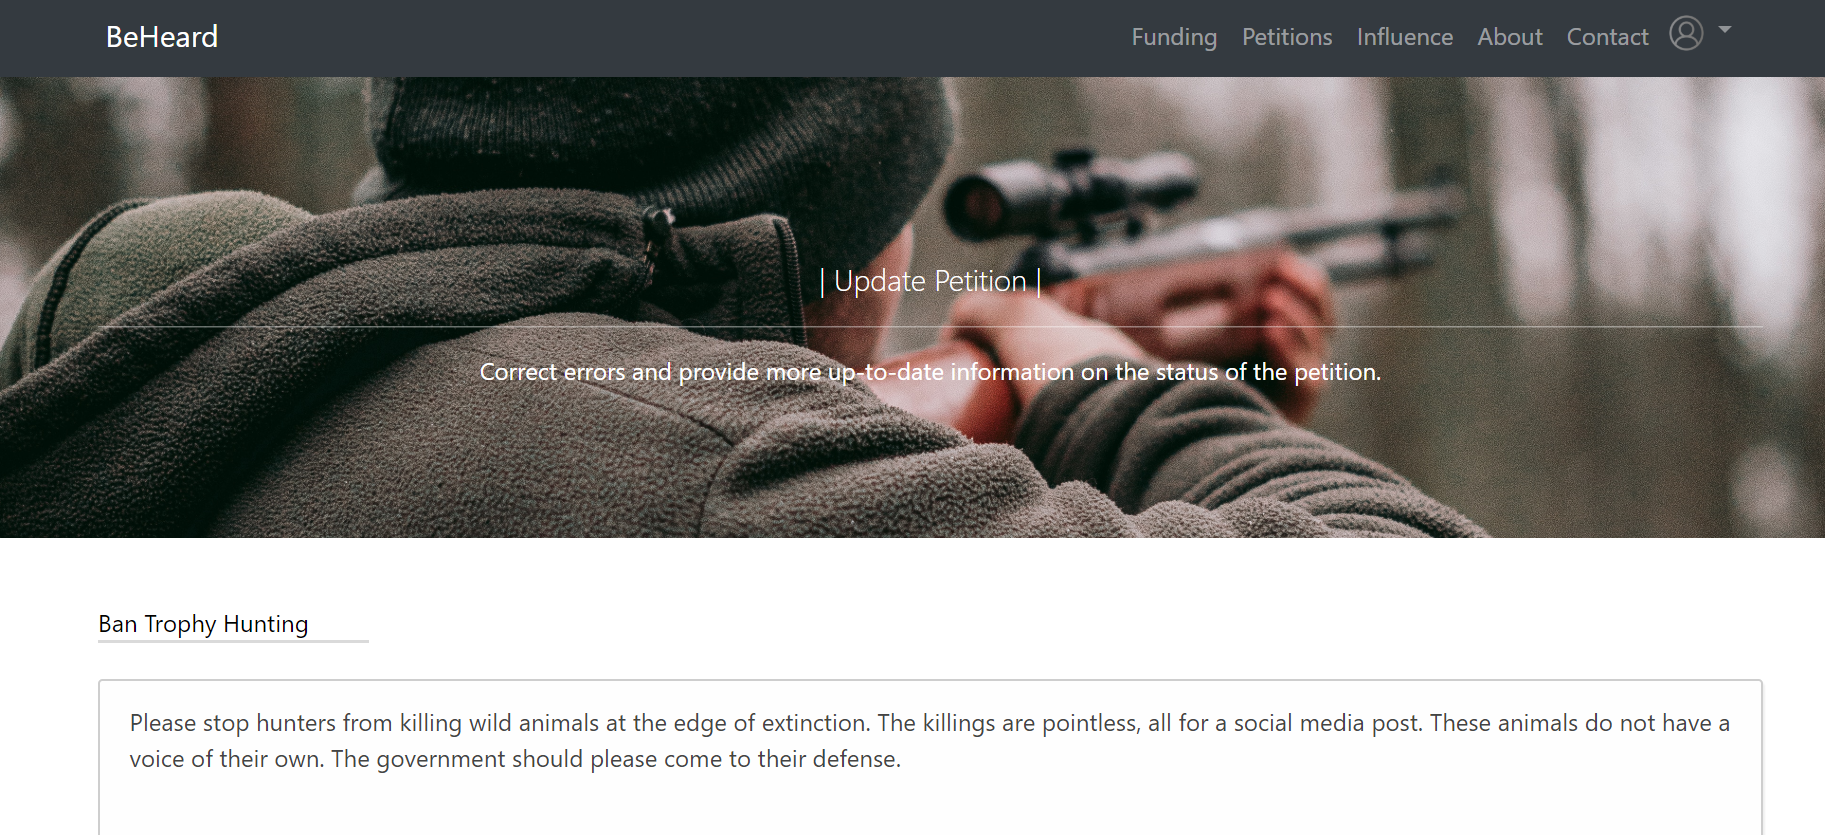 BeHeard
Funding Petitions Influence About Contact
| Update Petition |
Correct errors and provide more up-to-date information on the status of the petition.
Ban Trophy Hunting
Please stop hunters from killing wild animals at the edge of extinction. The killings are pointless, all for a social media post. These animals do not have a
voice of their own. The government should please come to their defense.